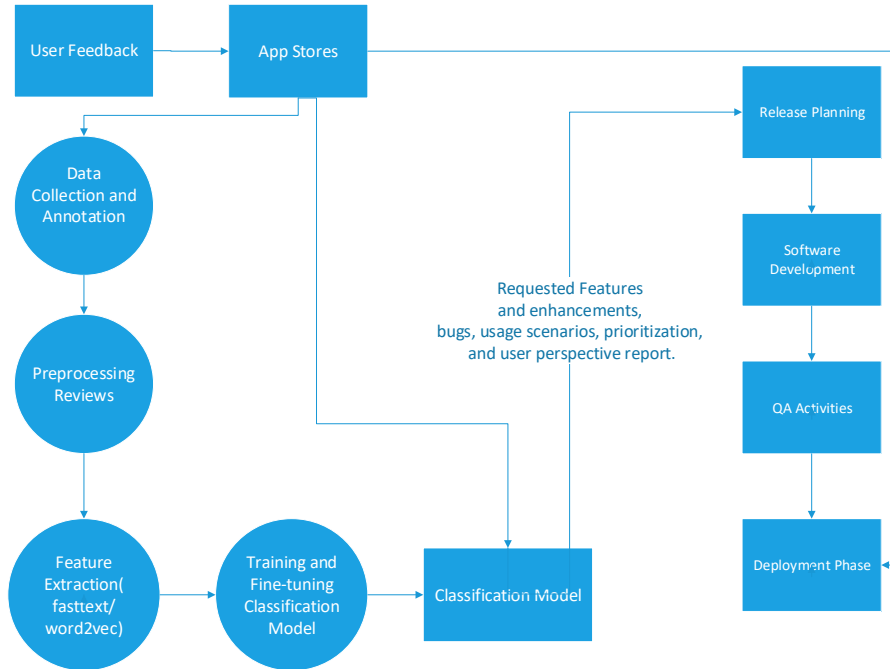 User Feedback
App Stores
Release Planning
Data
Collection and
Annotation
Software
Development
Requested Features
and enhancements,
bugs, usage scenarios, prioritization,
and user perspective report.
Preprocessing
Reviews
QA Activities
Feature
Extraction(
fasttext/
word2vec)
Training and
Fine-tuning
Classification
Model
Classification Model
Deployment Phase